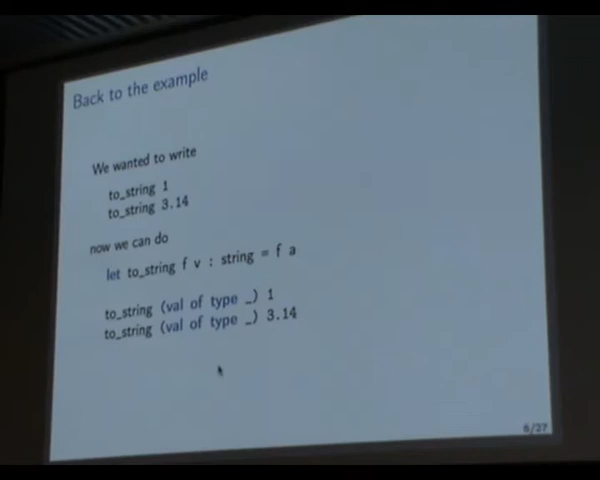 Back to the example
We wanted to write
to_string 1
to_string 3.14
now we can do
let to_string f v : string = f a
to_string (val of type _) 1
to_string (val of type _) 3.14
6/27